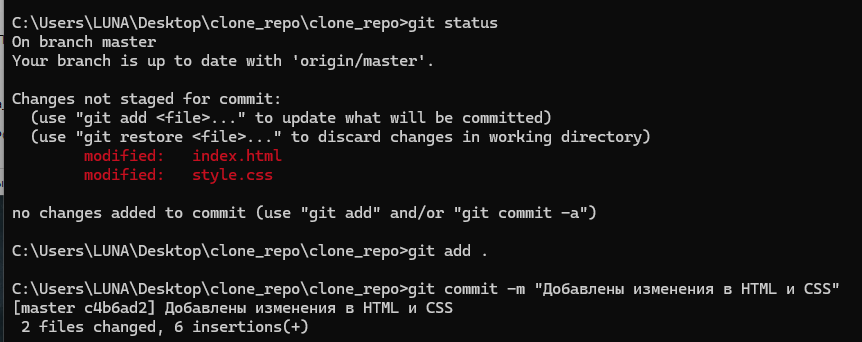 C:\Users\LUNA\Desktop\clone_repo\clone_repo>git status
On branch master
Your branch is up to date with 'origin/master'.
Changes not staged for commit:
(use "git add <file>..." to update what will be committed)
(use "git restore <file>..." to discard changes in working directory)
modified: index.html
modified: style.css
no changes added to commit (use "git add" and/or "git commit -a")
C:\Users\LUNA\Desktop\clone_repo\clone_repo>git add .
C:\Users\LUNA\Desktop\clone_repo\clone_repo>git commit -m "Добавлены изменения в HTML и CSS"
[master c4b6ad2] Добавлены изменения в HTML и CSS
2 files changed, 6 insertions(+)